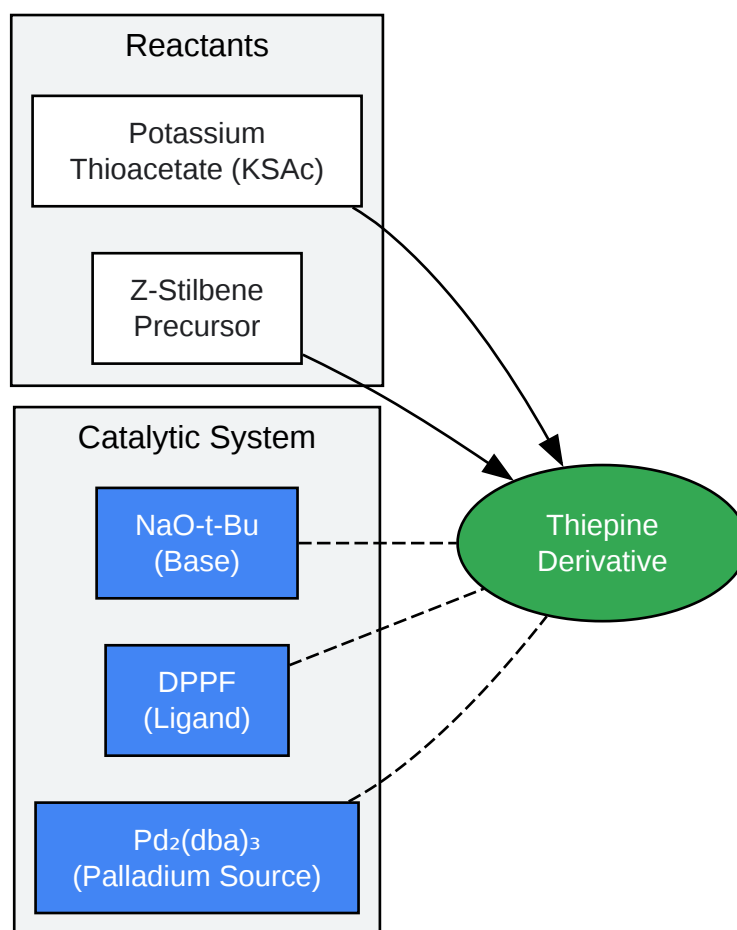 Reactants
Potassium
Thioacetate (KSAc)
Z-Stilbene
Precursor
Catalytic System
NaO-t-Bu
(Base)
DPPF
(Ligand)
Pd₂(dba)₃
(Palladium Source)
Thiepine
Derivative